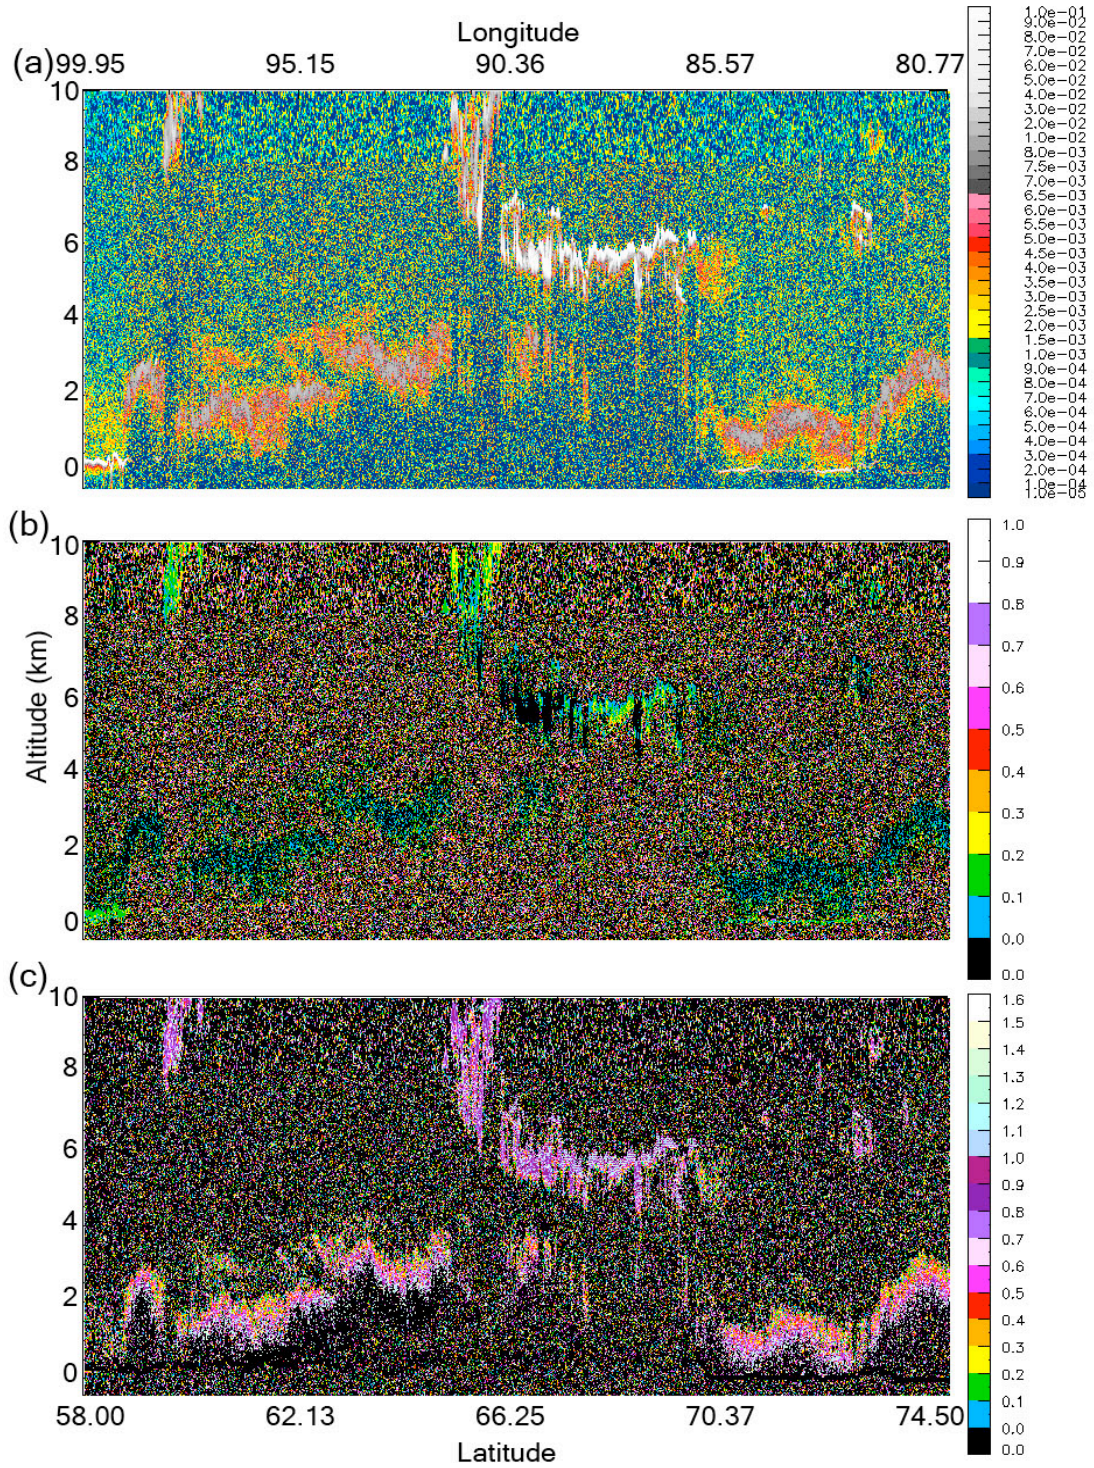 Longitude
(a) 99.95 95.15 90.36 85.57 80.77
10
8
6
4
2
0
1.0e-01
9.0e-02
8.0e-02
7.0e-02
6.0e-02
5.0e-02
4.0e-02
3.0e-02
2.0e-02
1.0e-02
8.0e-03
7.5e-03
7.0e-03
6.5e-03
6.0e-03
5.5e-03
5.0e-03
4.5e-03
4.0e-03
3.5e-03
3.0e-03
2.5e-03
2.0e-03
1.5e-03
1.0e-03
9.0e-04
8.0e-04
7.0e-04
6.0e-04
5.0e-04
4.0e-04
3.0e-04
2.0e-04
1.0e-04
1.0e-05
(b)
10
8
6
4
2
0
Altitude (km)
1.0
0.9
0.8
0.7
0.6
0.5
0.4
0.3
0.2
0.1
0.0
0.0
(c)
10
8
6
4
2
0
1.6
1.5
1.4
1.3
1.2
1.1
1.0
0.9
0.8
0.7
0.6
0.5
0.4
0.3
0.2
0.1
0.0
0.0
58.00 62.13 66.25 70.37 74.50
Latitude